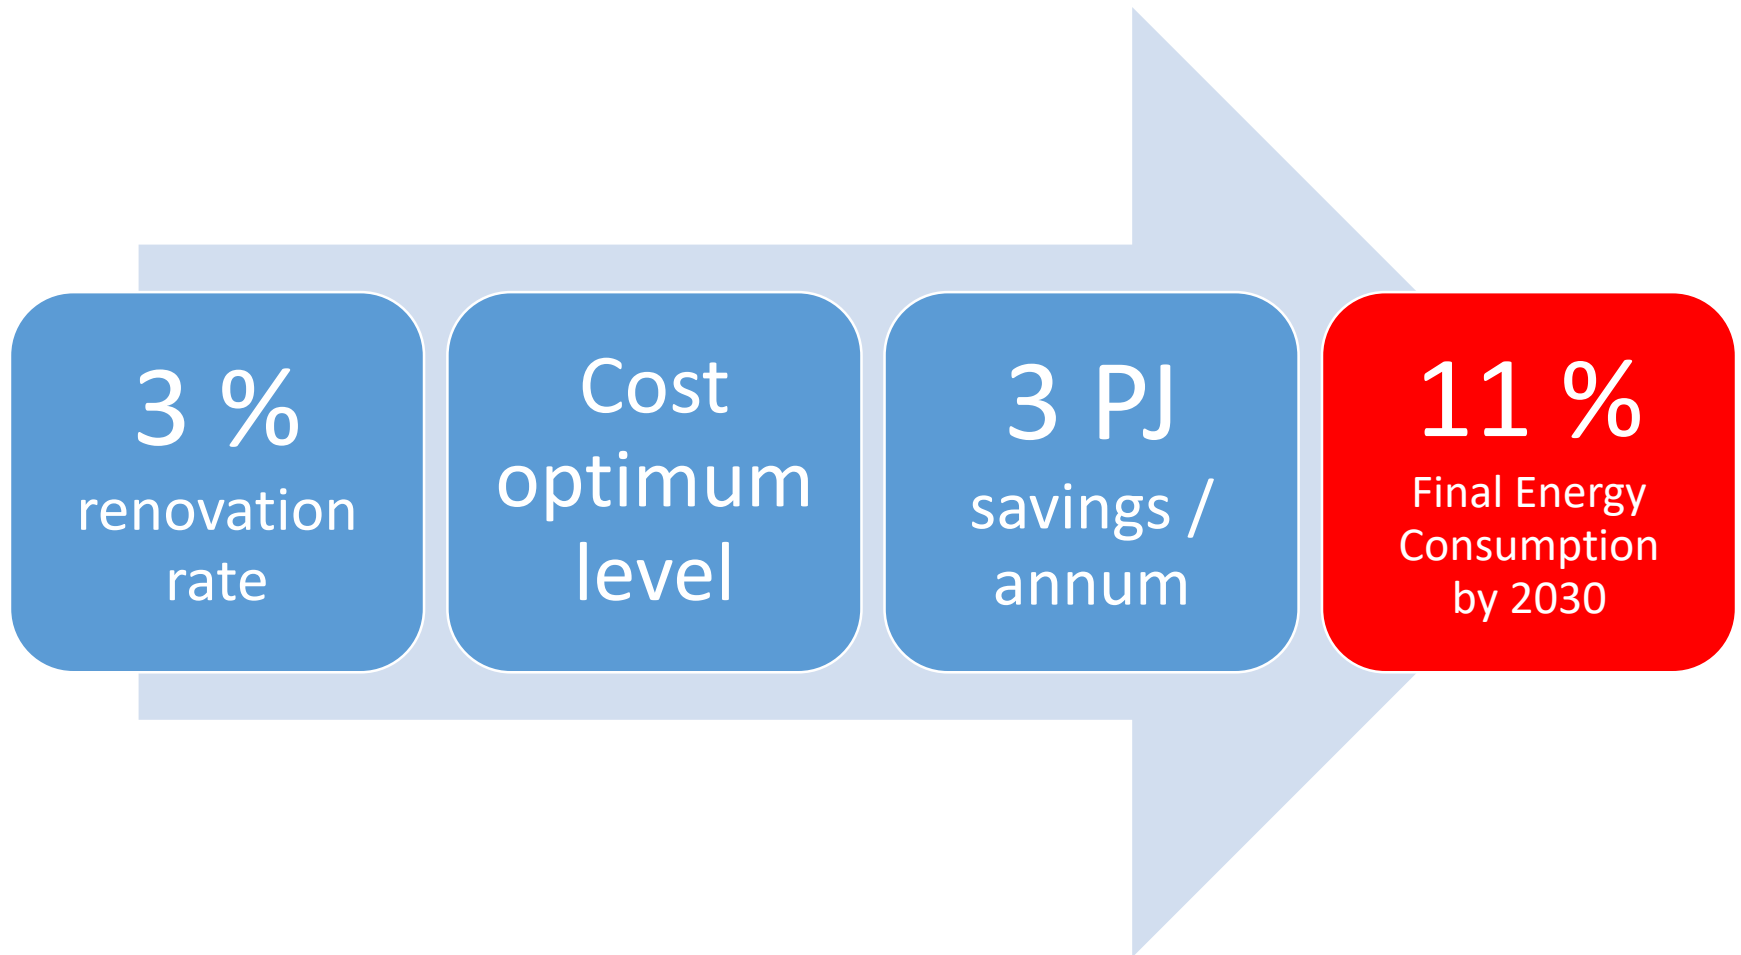 3 %
renovation
rate
Cost
optimum
level
3 PJ
savings /
annum
11 %
Final Energy
Consumption
by 2030